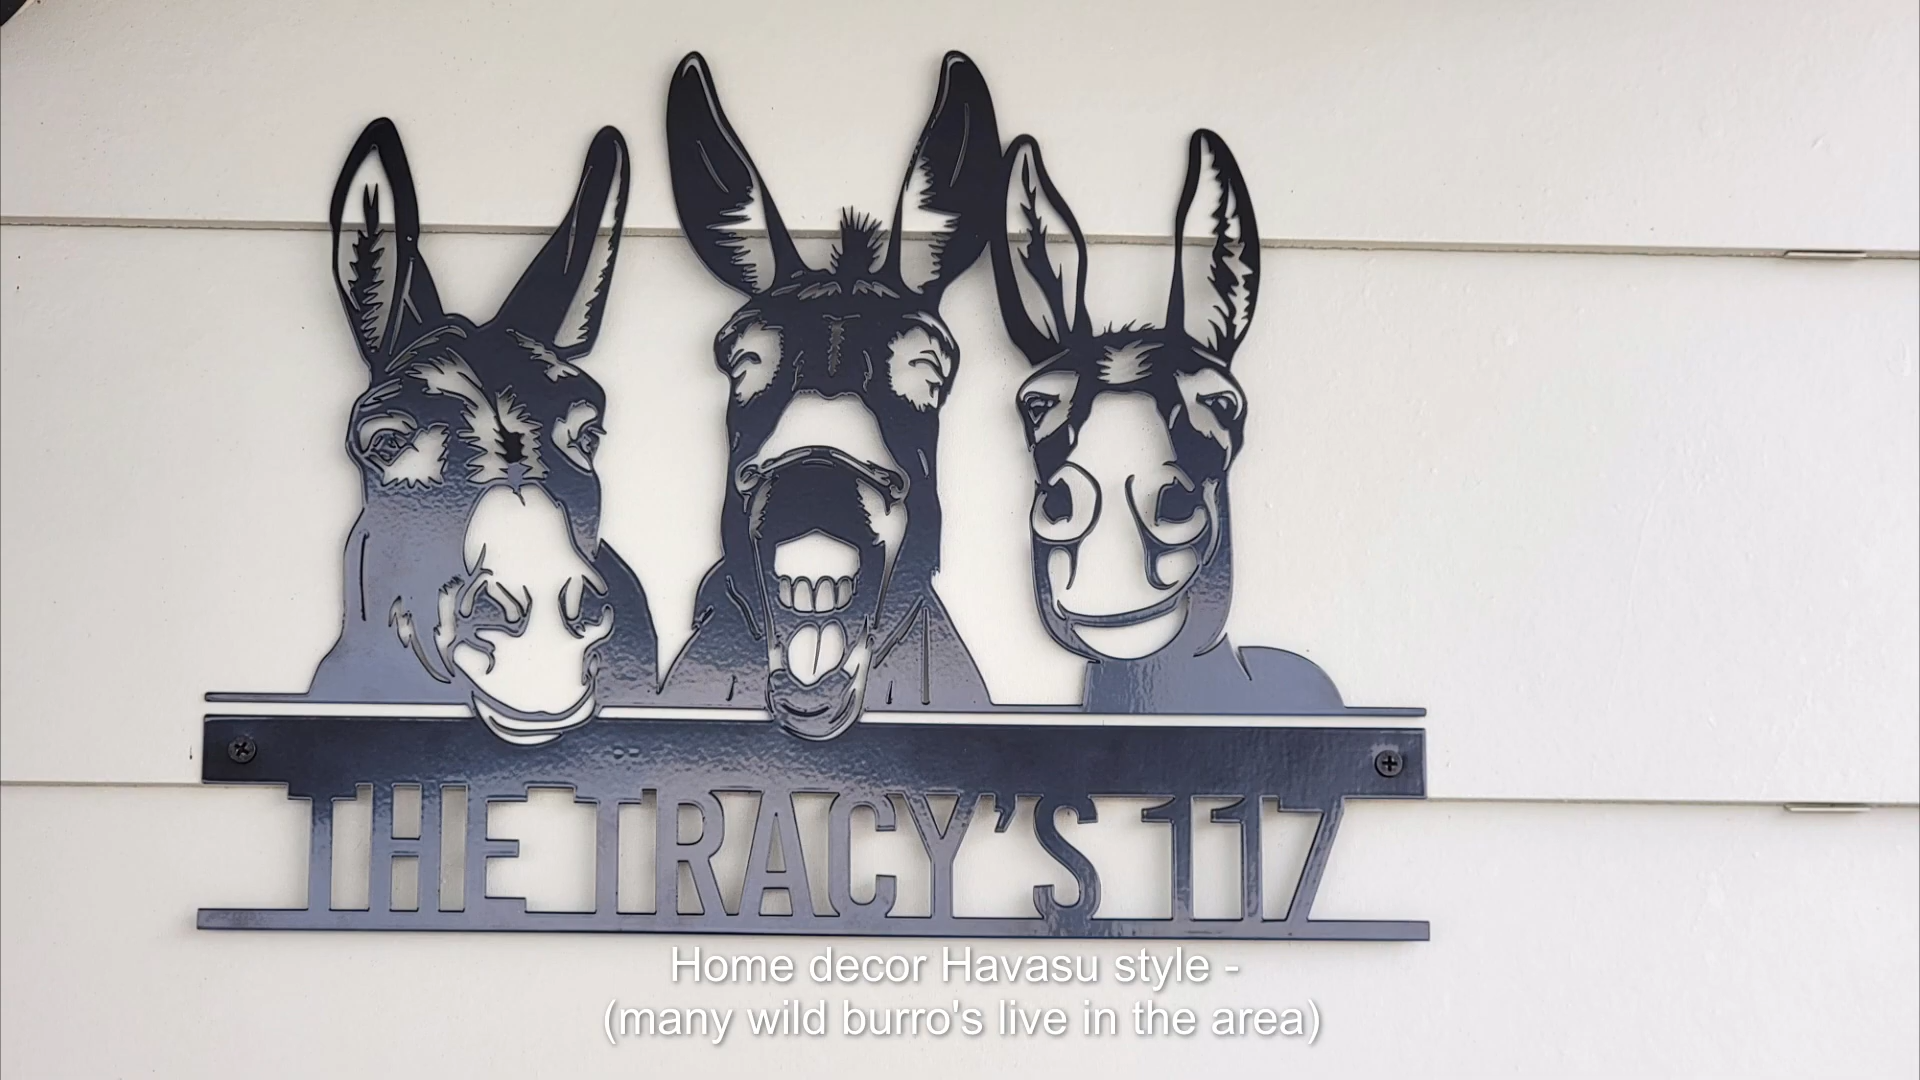 THE TRACY'S 117
Home decor Havasu style -
(many wild burro's live in the area)